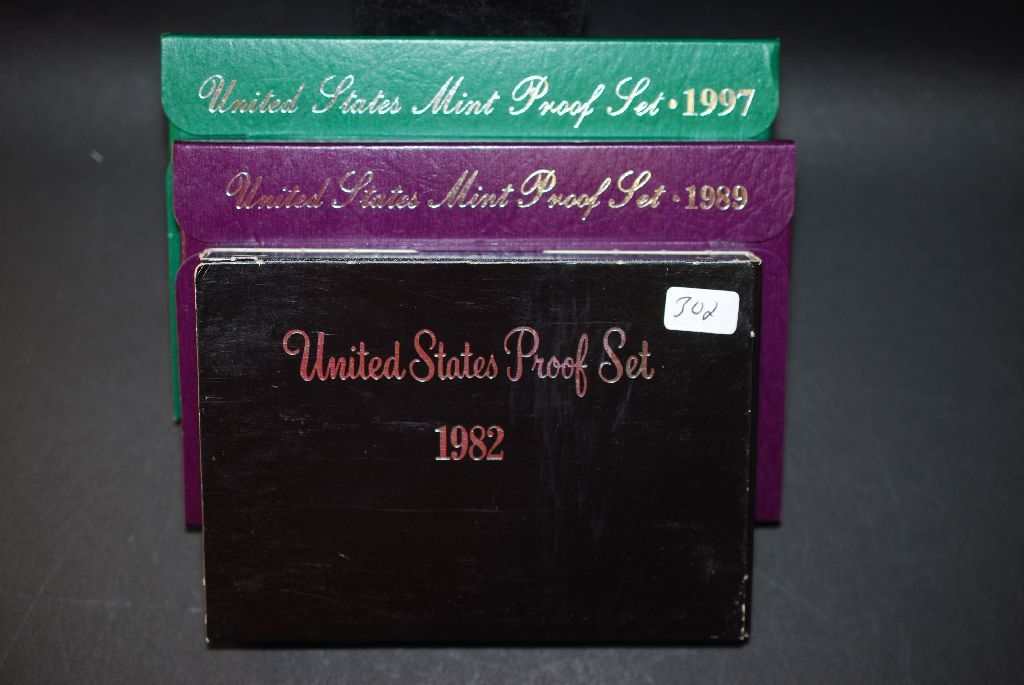 United States Mint Proof Set • 1997
United States Mint Proof Set • 1989
302
United States Proof Set
1982